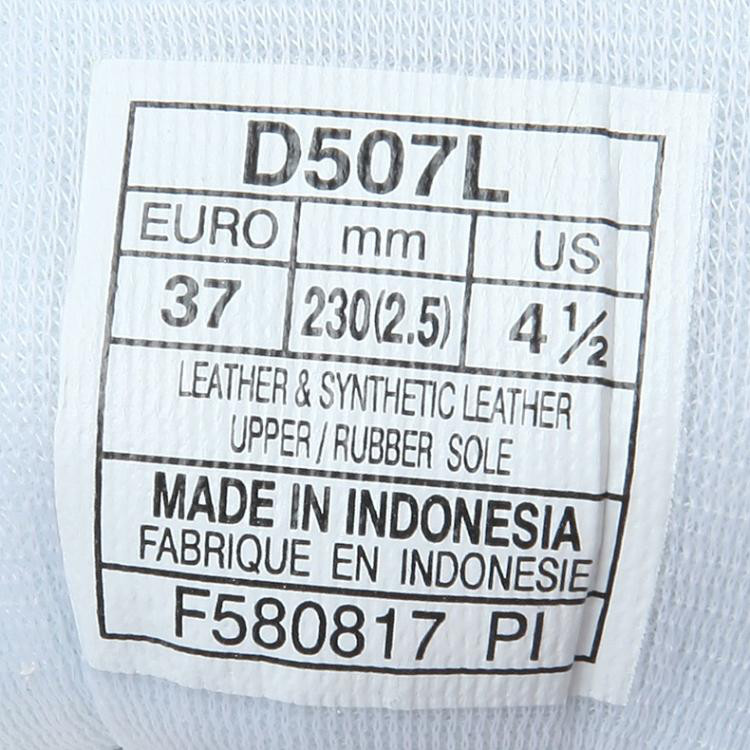 D507L
EURO mm US
37 230(2.5) 4 ½
LEATHER & SYNTHETIC LEATHER
UPPER / RUBBER SOLE
MADE IN INDONESIA
FABRIQUE EN INDONESIE
F580817 PI